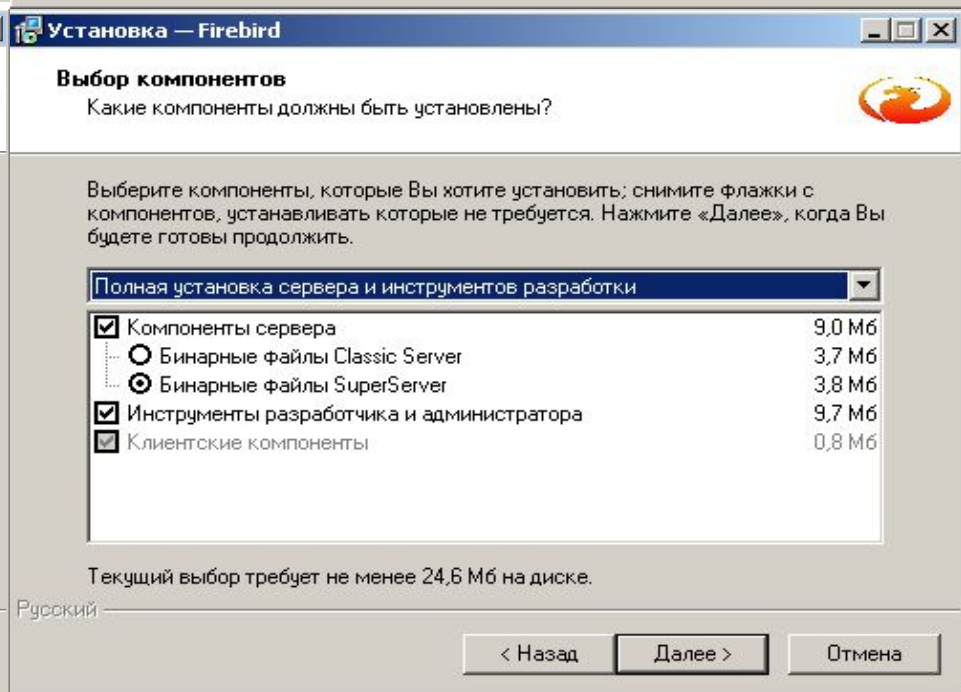 Установка — Firebird
Выбор компонентов
Какие компоненты должны быть установлены?
Выберите компоненты, которые Вы хотите установить; снимите флажки с
компонентов, устанавливать которые не требуется. Нажмите «Далее», когда Вы
будете готовы продолжить.
Полная установка сервера и инструментов разработки
Компоненты сервера 9,0 Мб
Бинарные файлы Classic Server 3,7 Мб
Бинарные файлы SuperServer 3,8 Мб
Инструменты разработчика и администратора 9,7 Мб
Клиентские компоненты 0,8 Мб
Текущий выбор требует не менее 24,6 Мб на диске.
Русский
< Назад Далее > Отмена